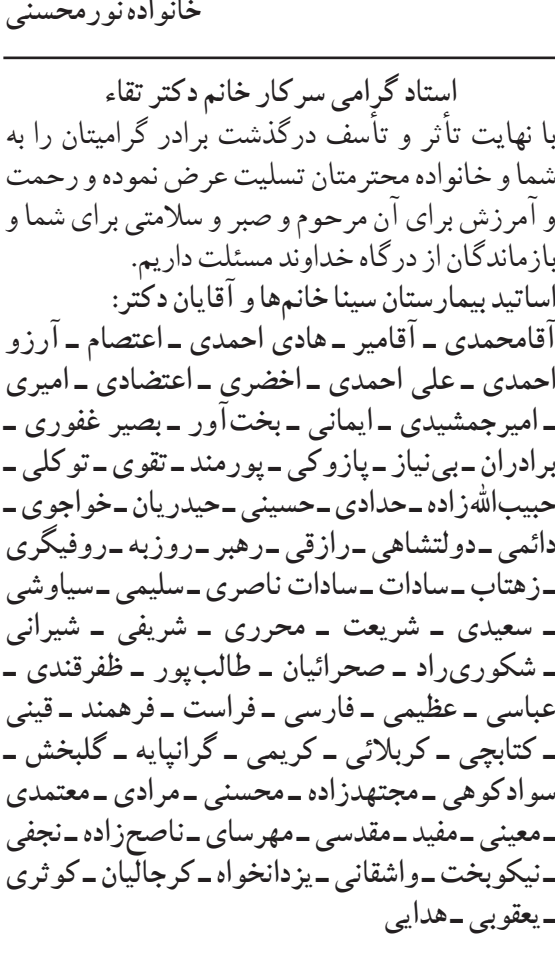 خانواده نورمحسنی
استاد گرامی سرکار خانم دکتر تقاء
با نهایت تأثر و تأسف درگذشت برادر گرامیتان را به
شما و خانواده محترمتان تسلیت عرض نموده و رحمت
و آمرزش برای آن مرحوم و صبر و سلامتی برای شما و
بازماندگان از درگاه خداوند مسئلت داریم.
اساتید بیمارستان سینا خانم‌ها و آقایان دکتر:
آقامحمدی ـ آقامیر ـ هادی احمدی ـ اعتصام ـ آرزو
احمدی ـ علی احمدی ـ اخضری ـ اعتضادی ـ امیری
ـ امیرجمشیدی ـ ایمانی ـ بخت‌آور ـ بصیر غفوری ـ
برادران ـ بی‌نیاز ـ پازوکی ـ پورمند ـ تقوی ـ توکلی ـ
حبیب‌الله‌زاده ـ حدادی ـ حسینی ـ حیدریان ـ خواجوی ـ
دائمی ـ دولتشاهی ـ رازقی ـ رهبر ـ روزبه ـ روفیگری
ـ زهتاب ـ سادات ـ سادات ناصری ـ سلیمی ـ سیاوشی
ـ سعیدی ـ شریعت ـ محرری ـ شریفی ـ شیرانی
ـ شکوری‌راد ـ صحرائیان ـ طالب‌پور ـ ظفرقندی ـ
عباسی ـ عظیمی ـ فارسی ـ فراست ـ فرهمند ـ قینی
ـ کتابچی ـ کربلائی ـ کریمی ـ گرانپایه ـ گلبخش ـ
سوادکوهی ـ مجتهدزاده ـ محسنی ـ مرادی ـ معتمدی
ـ معینی ـ مفید ـ مقدسی ـ مهرسای ـ ناصح‌زاده ـ نجفی
ـ نیکوبخت ـ واشقانی ـ یزدانخواه ـ کرجالیان ـ کوثری
ـ یعقوبی ـ هدایی